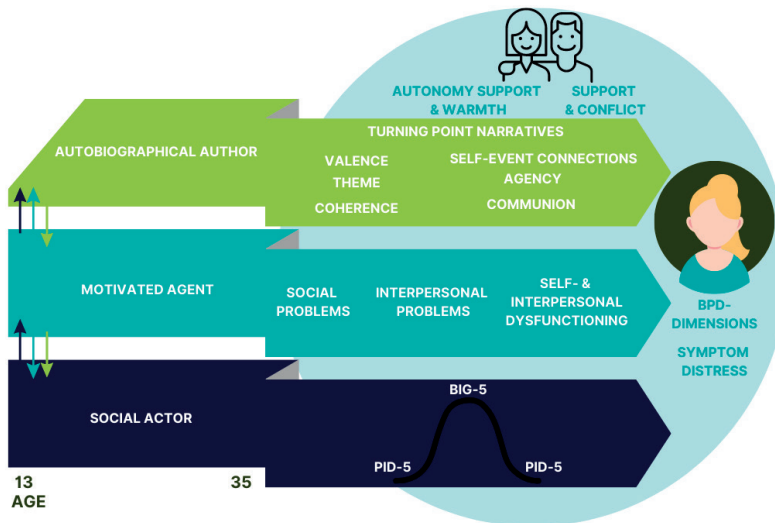 AUTONOMY SUPPORT
& WARMTH
SUPPORT
& CONFLICT
AUTOBIOGRAPHICAL AUTHOR
TURNING POINT NARRATIVES
VALENCE
THEME
COHERENCE
SELF-EVENT CONNECTIONS
AGENCY
COMMUNION
MOTIVATED AGENT
SOCIAL
PROBLEMS
INTERPERSONAL
PROBLEMS
SELF- &
INTERPERSONAL
DYSFUNCTIONING
BPD-
DIMENSIONS
SYMPTOM
DISTRESS
SOCIAL ACTOR
BIG-5
PID-5
PID-5
13
35
AGE